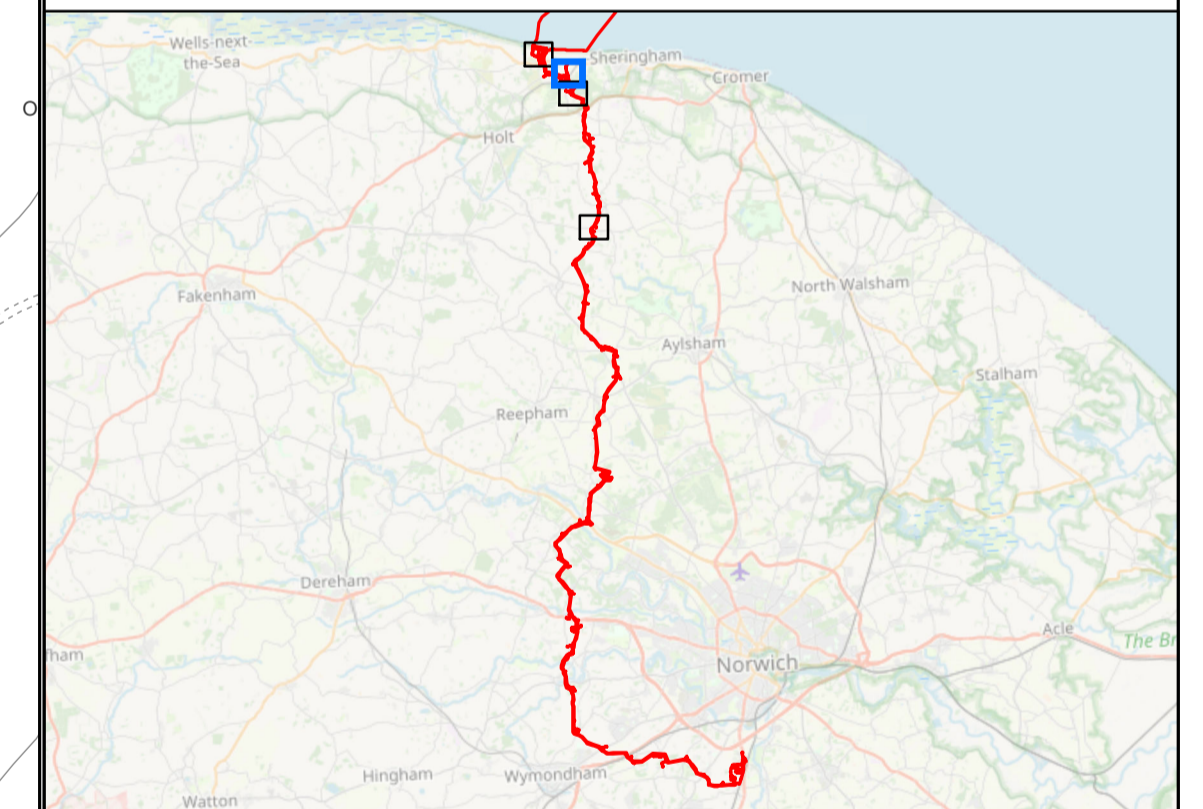 Wells-next-
the-Sea
Sheringham
Cromer
O
Holt
North Walsham
Fakenham
Aylsham
Stalham
Reepham
Dereham
Acle
The Br
fham
Norwich
Hingham
Wymondham
Watton